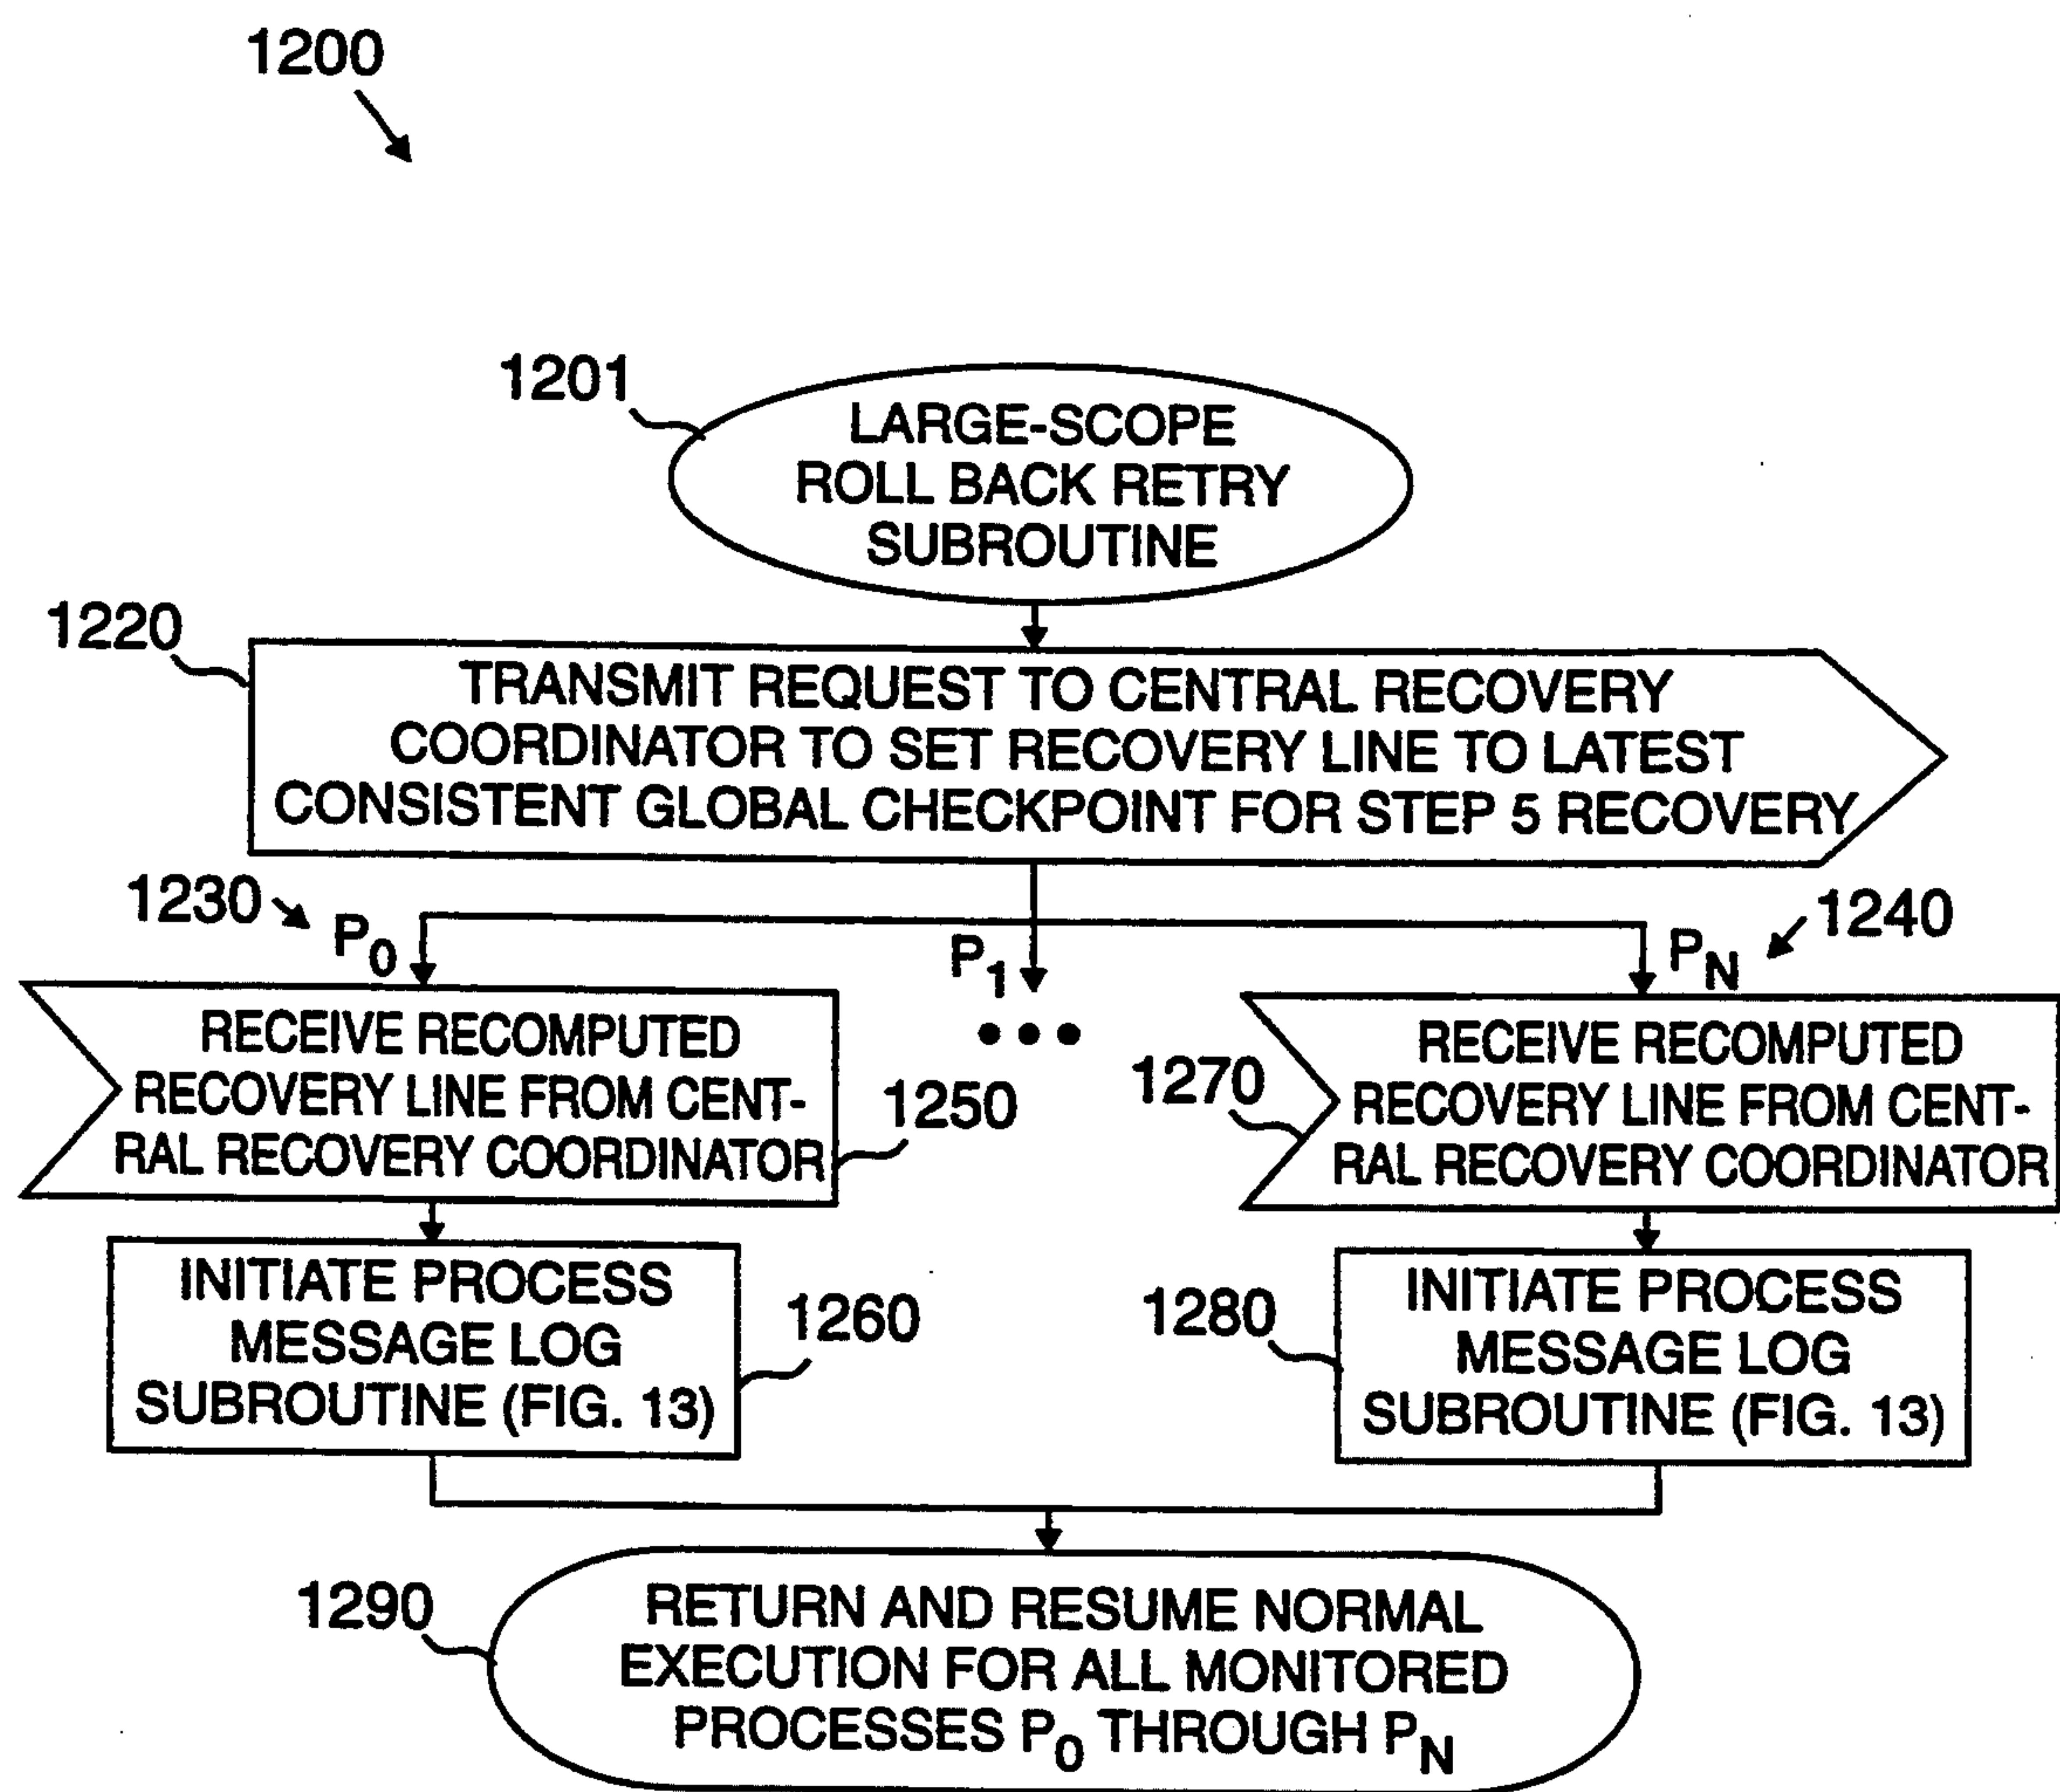 1200
1201
LARGE-SCOPE
ROLL BACK RETRY
SUBROUTINE
1220
TRANSMIT REQUEST TO CENTRAL RECOVERY
COORDINATOR TO SET RECOVERY LINE TO LATEST
CONSISTENT GLOBAL CHECKPOINT FOR STEP 5 RECOVERY
1230
P0
P1
PN
1240
RECEIVE RECOMPUTED
RECOVERY LINE FROM CENT-
RAL RECOVERY COORDINATOR
1250
1270
RECEIVE RECOMPUTED
RECOVERY LINE FROM CENT-
RAL RECOVERY COORDINATOR
INITIATE PROCESS
MESSAGE LOG
SUBROUTINE (FIG. 13)
1260
1280
INITIATE PROCESS
MESSAGE LOG
SUBROUTINE (FIG. 13)
1290
RETURN AND RESUME NORMAL
EXECUTION FOR ALL MONITORED
PROCESSES P0 THROUGH PN